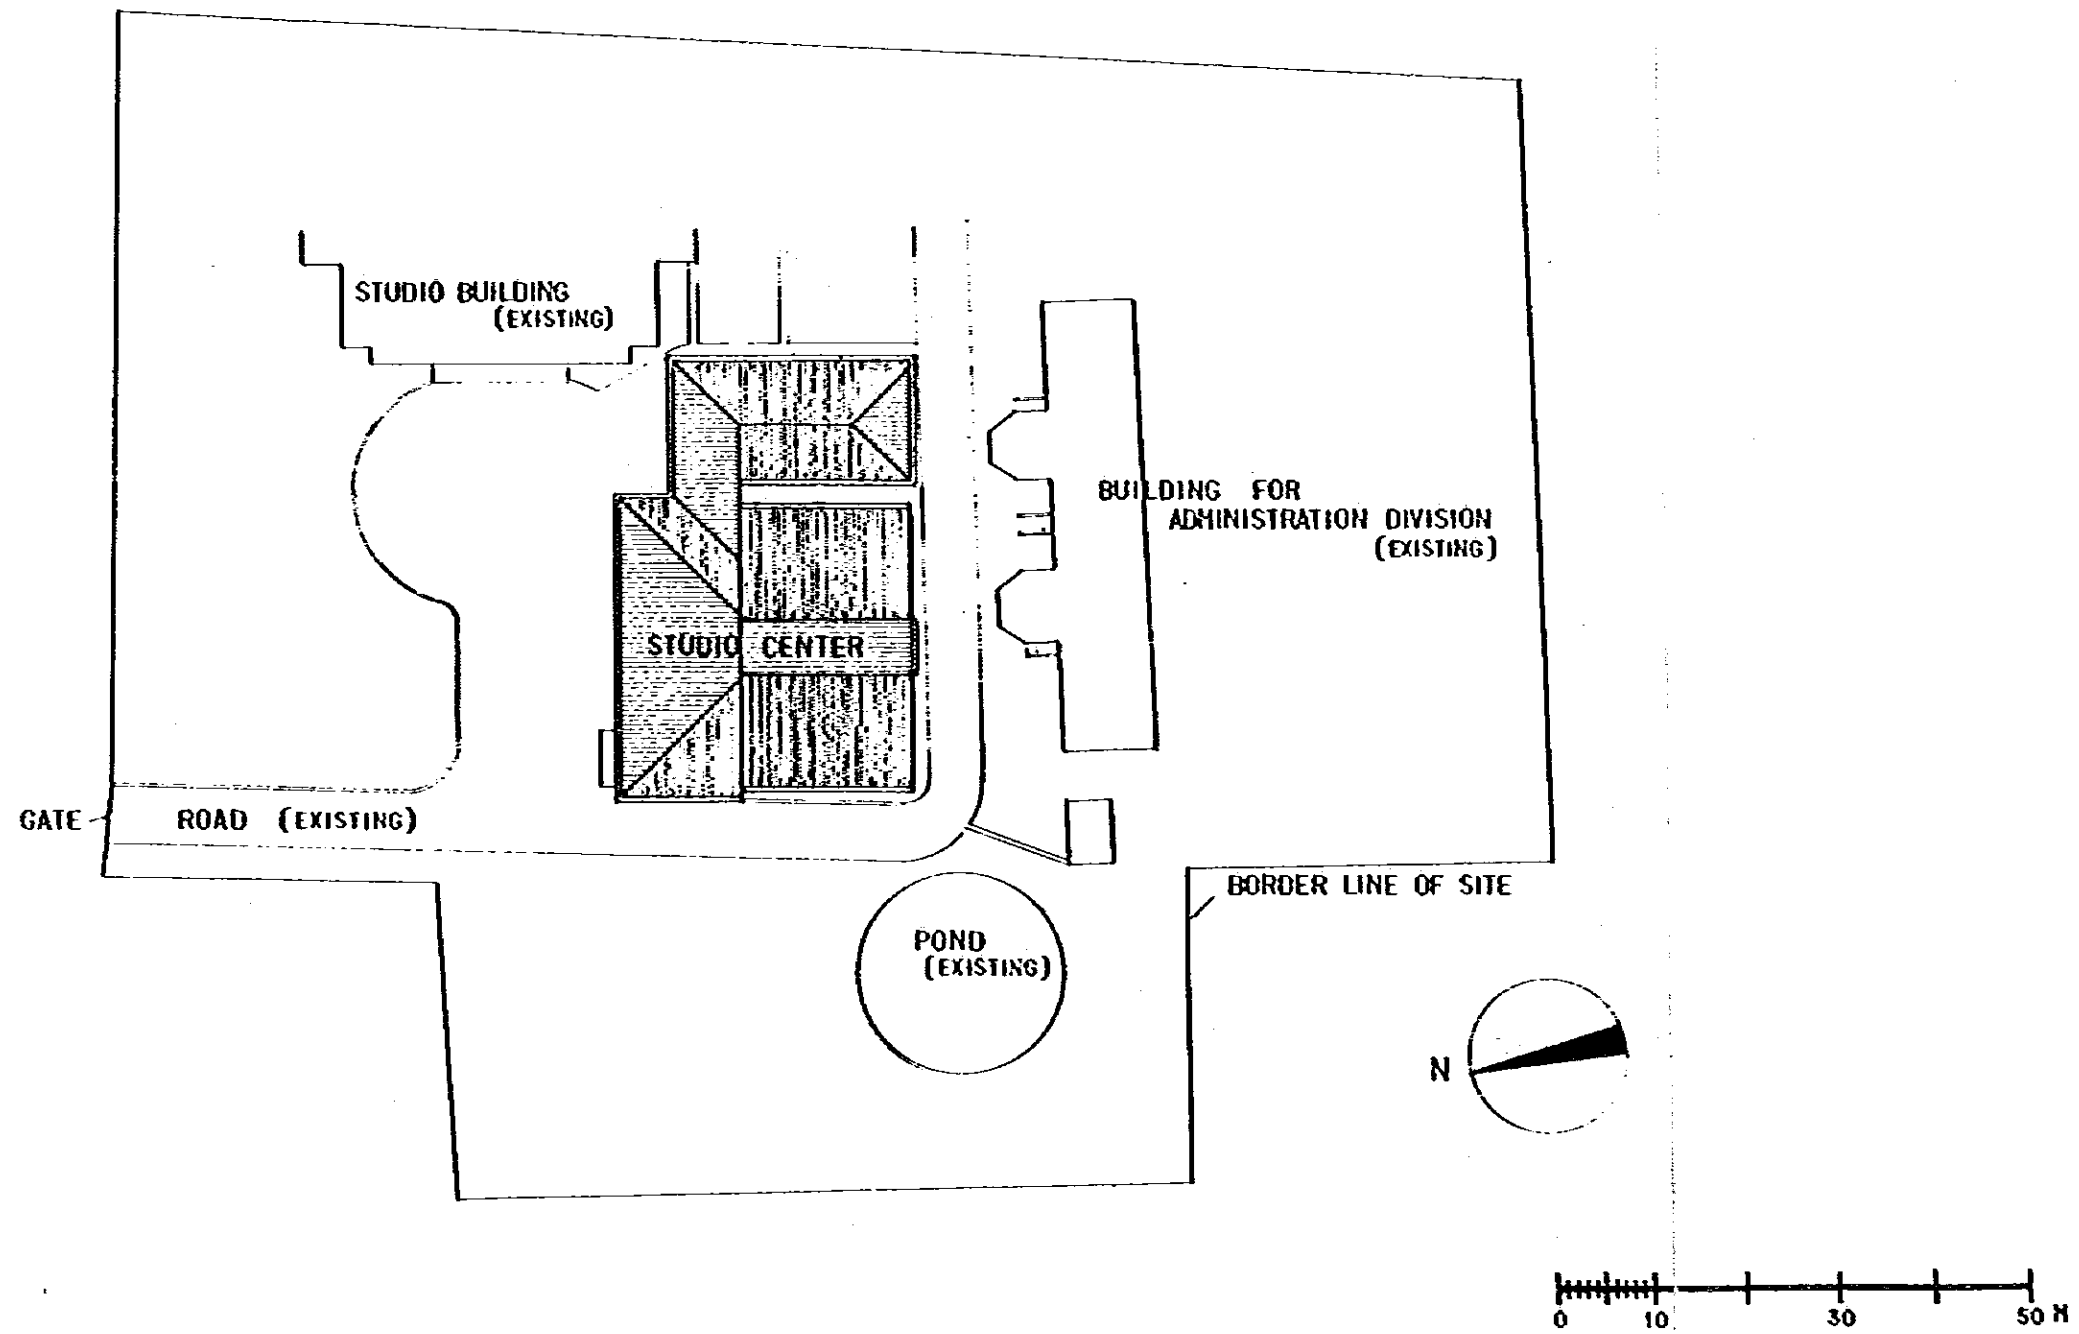 STUDIO BUILDING
(EXISTING)
BUILDING FOR
ADMINISTRATION DIVISION
(EXISTING)
STUDIO CENTER
GATE
ROAD (EXISTING)
BORDER LINE OF SITE
POND
(EXISTING)
N
0 10 30 50 M